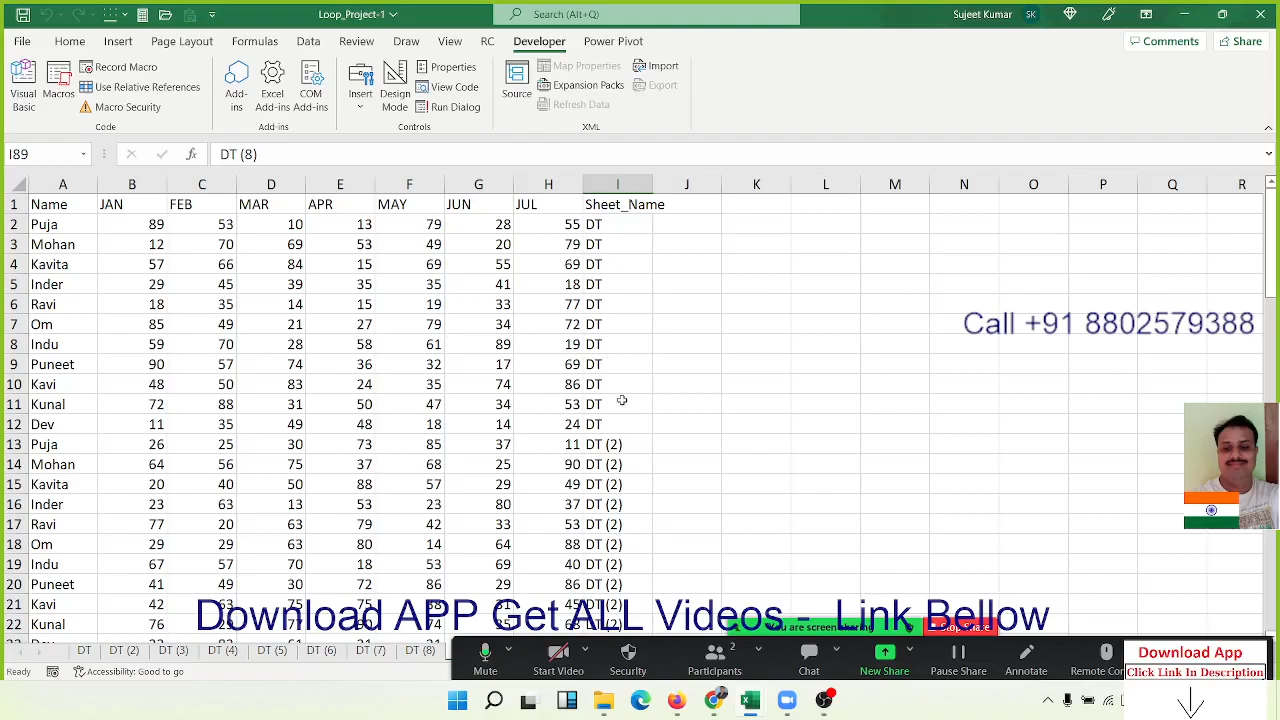 Loop_Project-1
Search (Alt+Q)
Sujeet Kumar
SK
File Home Insert Page Layout Formulas Data Review Draw View RC Developer Power Pivot
Comments Share
Visual Basic
Macros
Record Macro
Use Relative References
Macro Security
Code
Add-ins
Excel Add-ins
COM Add-ins
Add-ins
Insert
Design Mode
Properties
View Code
Run Dialog
Controls
Source
Map Properties
Expansion Packs
Refresh Data
Import
Export
XML
I89 fx DT (8)
A B C D E F G H I J K L M N O P Q R
1 Name JAN FEB MAR APR MAY JUN JUL Sheet_Name
2 Puja 89 53 10 13 79 28 55 DT
3 Mohan 12 70 69 53 49 20 79 DT
4 Kavita 57 66 84 15 69 55 69 DT
5 Inder 29 45 39 35 35 41 18 DT
6 Ravi 18 35 14 15 19 33 77 DT
7 Om 85 49 21 27 79 34 72 DT
8 Indu 59 70 28 58 61 89 19 DT
9 Puneet 90 57 74 36 32 17 69 DT
10 Kavi 48 50 83 24 35 74 86 DT
11 Kunal 72 88 31 50 47 34 53 DT
12 Dev 11 35 49 48 18 14 24 DT
13 Puja 26 25 30 73 85 37 11 DT (2)
14 Mohan 64 56 75 37 68 25 90 DT (2)
15 Kavita 20 40 50 88 57 29 49 DT (2)
16 Inder 23 63 13 53 23 80 37 DT (2)
17 Ravi 77 20 63 79 42 33 53 DT (2)
18 Om 29 29 63 80 14 64 88 DT (2)
19 Indu 67 57 70 18 53 69 40 DT (2)
20 Puneet 41 49 30 72 86 29 86 DT (2)
21 Kavi 42 DT (2)
22 Kunal 76 DT (2)
Call +91 8802579388
Download APP Get ALL Videos - Link Bellow
You are screen sharing Stop Share
DT DT (2) DT (3) DT (4) DT (5) DT (6) DT (7) DT (8)
Ready Accessibility: Good to go
Mute Start Video Security Participants 2 Chat New Share Pause Share Annotate
Download App
Click Link In Description